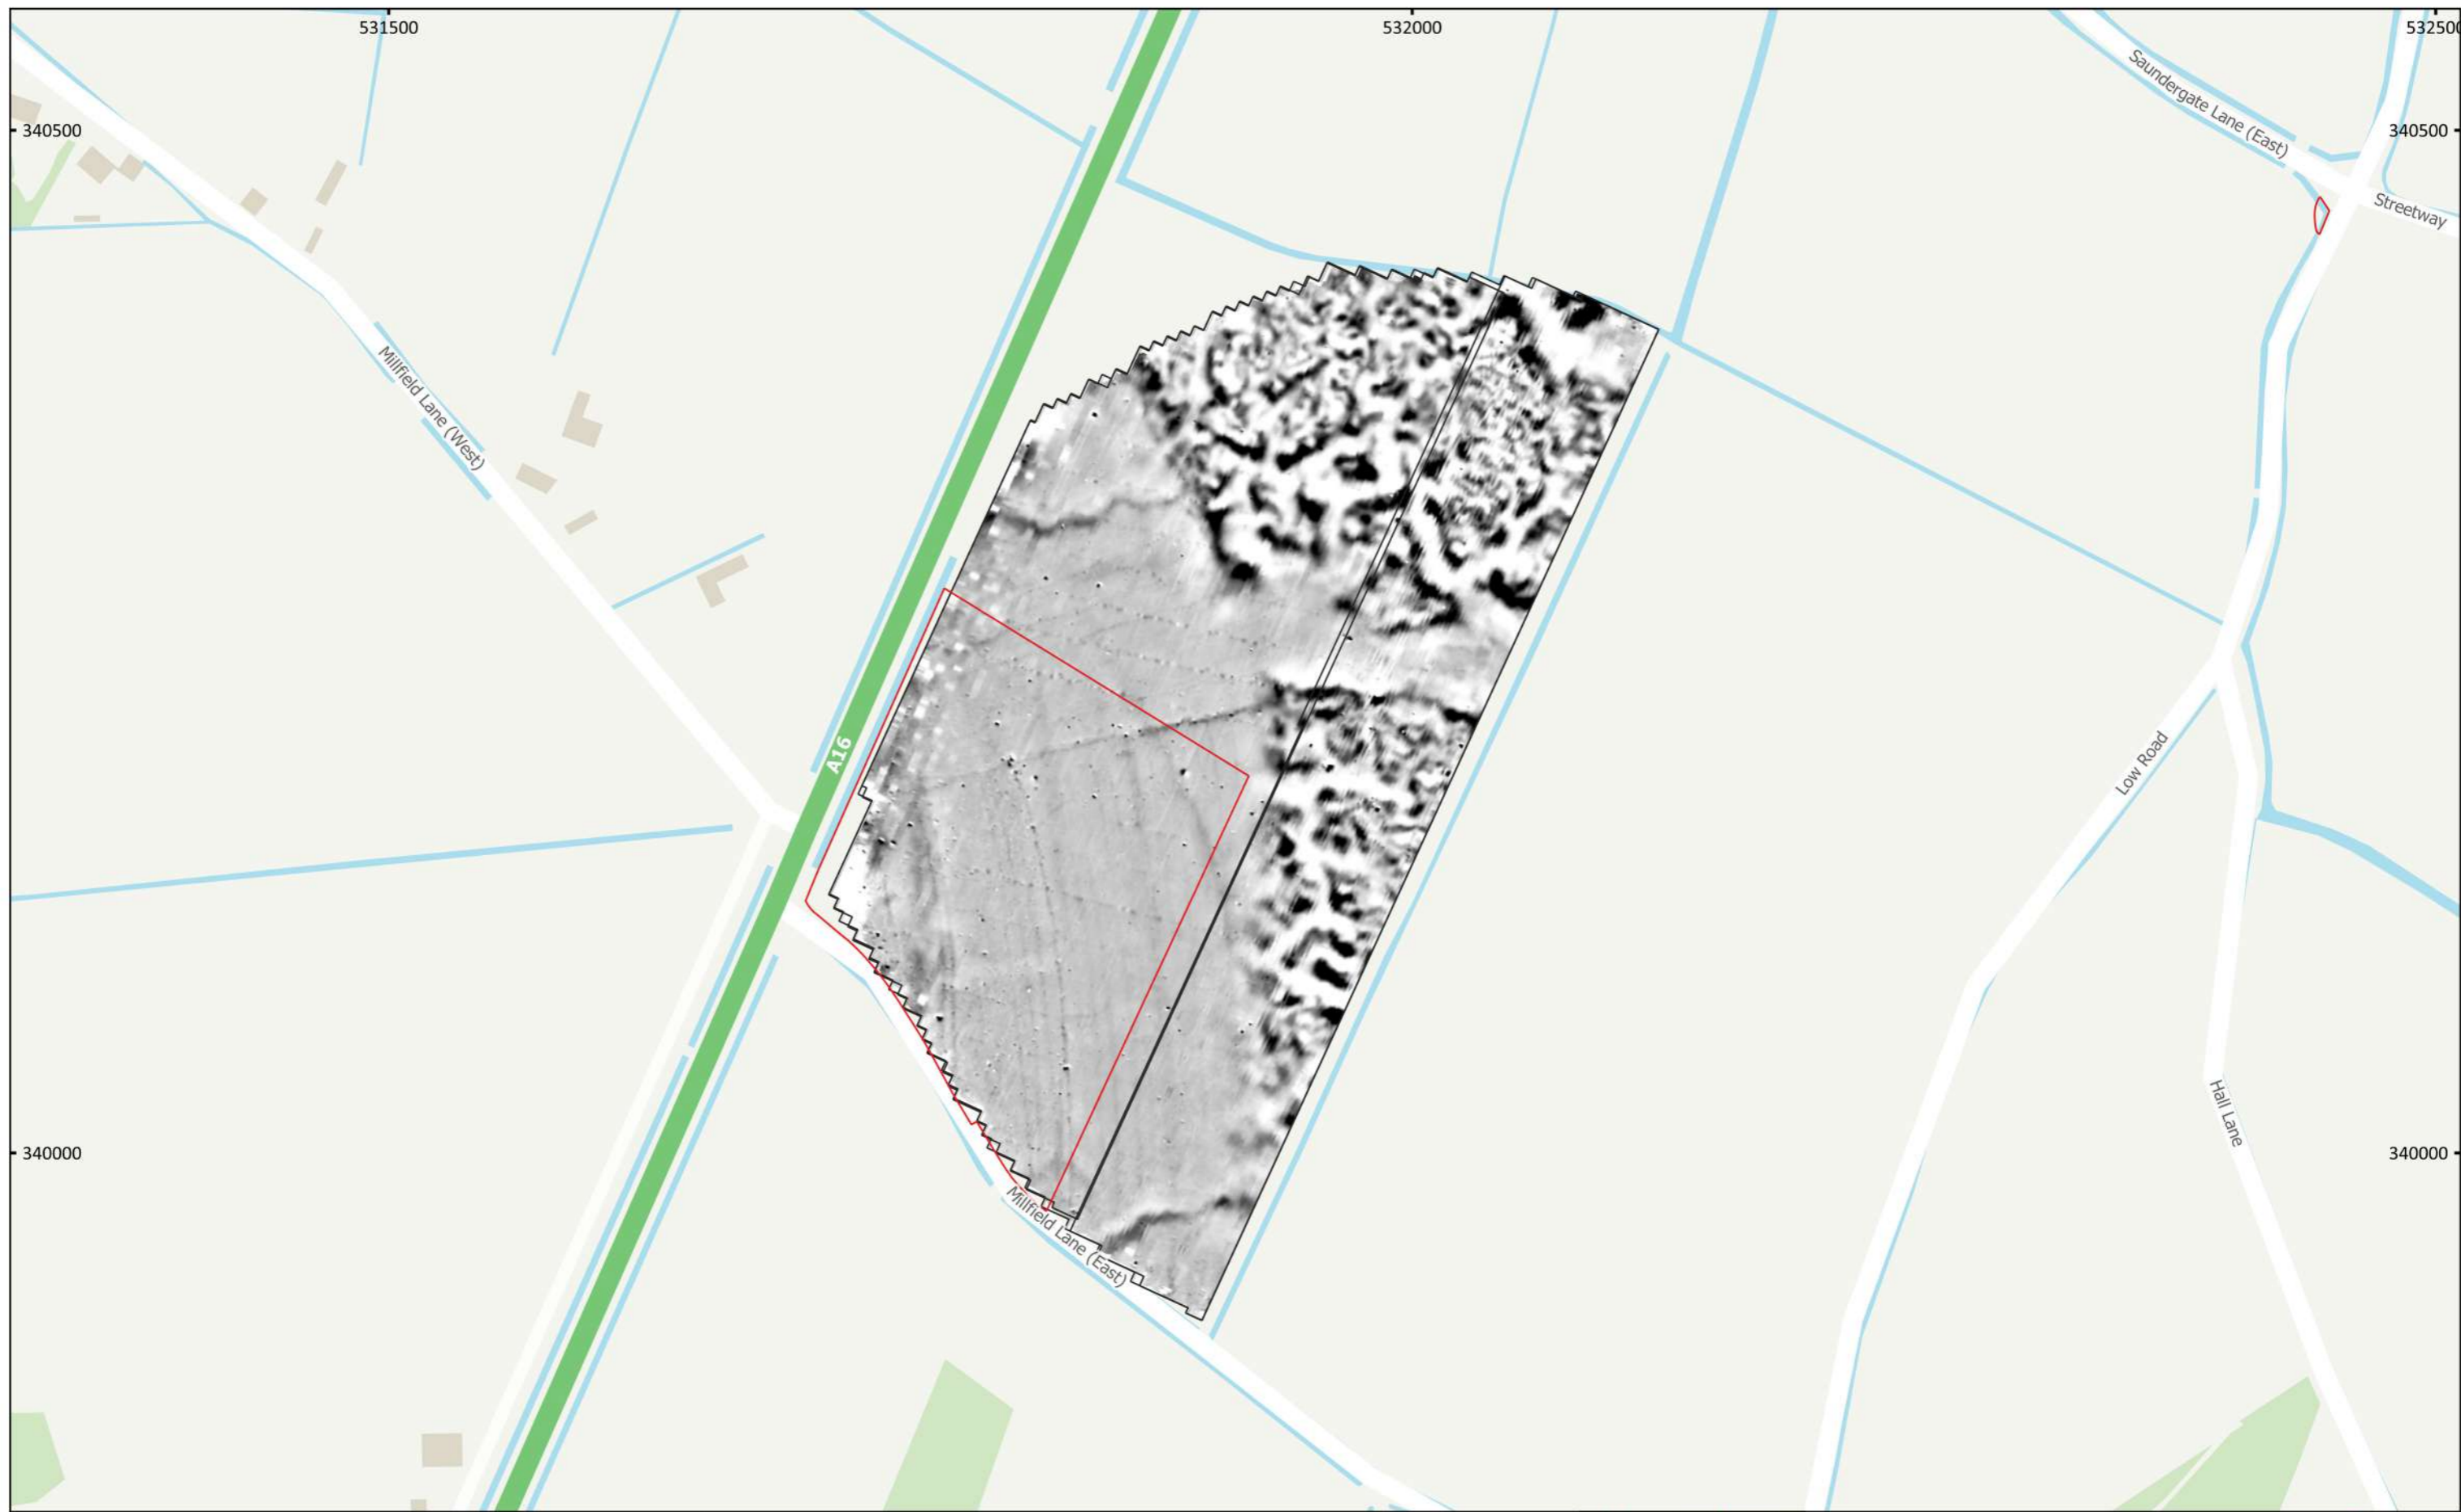 531500
532000
532500
340500
340500
Saundergate Lane (East)
Streetway
Millfield Lane (West)
A16
Low Road
Hall Lane
340000
340000
Millfield Lane (East)